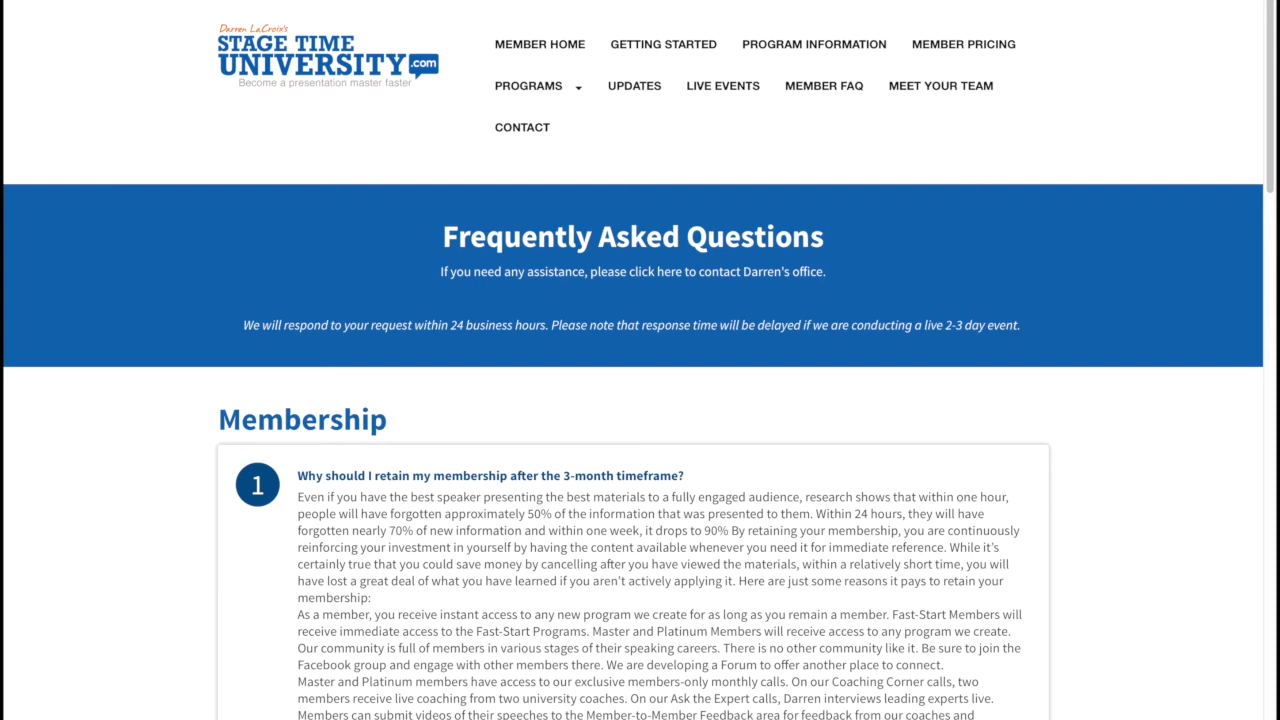 Darren LaCroix's
STAGE TIME
UNIVERSITY.com
Become a presentation master faster
MEMBER HOME GETTING STARTED PROGRAM INFORMATION MEMBER PRICING
PROGRAMS UPDATES LIVE EVENTS MEMBER FAQ MEET YOUR TEAM
CONTACT
Frequently Asked Questions
If you need any assistance, please click here to contact Darren's office.
We will respond to your request within 24 business hours. Please note that response time will be delayed if we are conducting a live 2-3 day event.
Membership
1
Why should I retain my membership after the 3-month timeframe?
Even if you have the best speaker presenting the best materials to a fully engaged audience, research shows that within one hour,
people will have forgotten approximately 50% of the information that was presented to them. Within 24 hours, they will have
forgotten nearly 70% of new information and within one week, it drops to 90% By retaining your membership, you are continuously
reinforcing your investment in yourself by having the content available whenever you need it for immediate reference. While it's
certainly true that you could save money by cancelling after you have viewed the materials, within a relatively short time, you will
have lost a great deal of what you have learned if you aren't actively applying it. Here are just some reasons it pays to retain your
membership:
As a member, you receive instant access to any new program we create for as long as you remain a member. Fast-Start Members will
receive immediate access to the Fast-Start Programs. Master and Platinum Members will receive access to any program we create.
Our community is full of members in various stages of their speaking careers. There is no other community like it. Be sure to join the
Facebook group and engage with other members there. We are developing a Forum to offer another place to connect.
Master and Platinum members have access to our exclusive members-only monthly calls. On our Coaching Corner calls, two
members receive live coaching from two university coaches. On our Ask the Expert calls, Darren interviews leading experts live.
Members can submit videos of their speeches to the Member-to-Member Feedback area for feedback from our coaches and